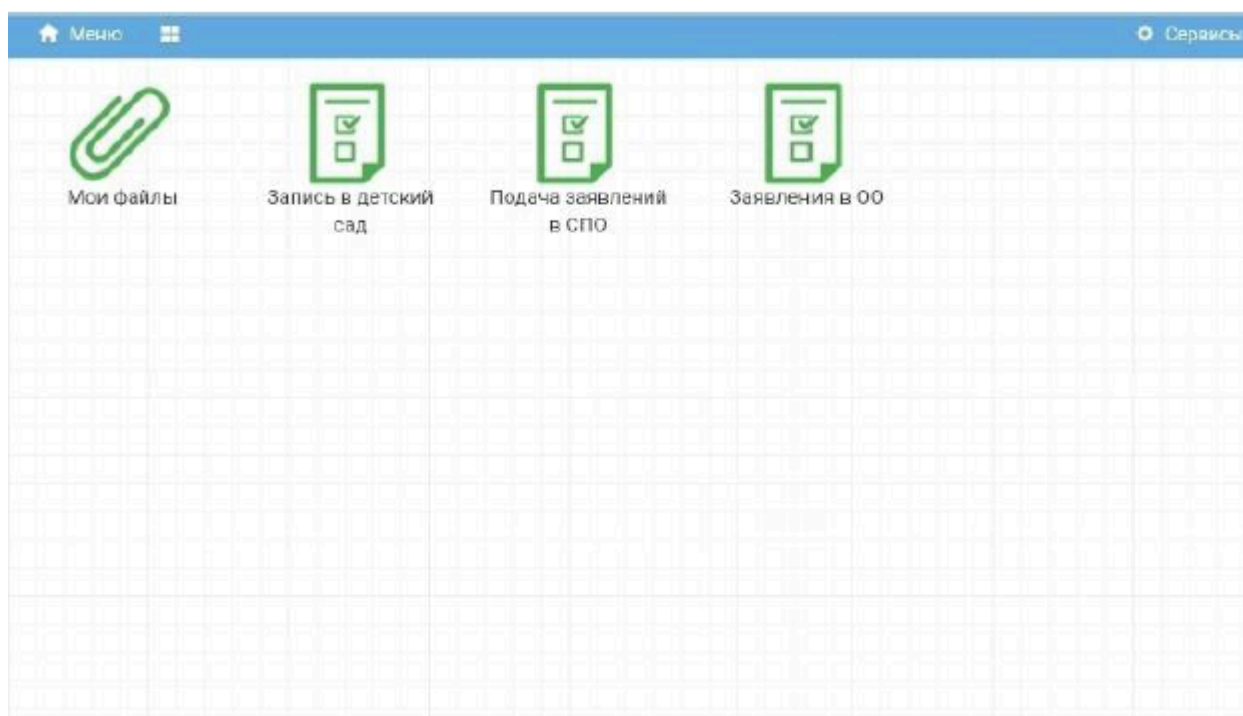 Меню
Сервисы
Мои файлы
Запись в детский
сад
Подача заявлений
в СПО
Заявления в ОО